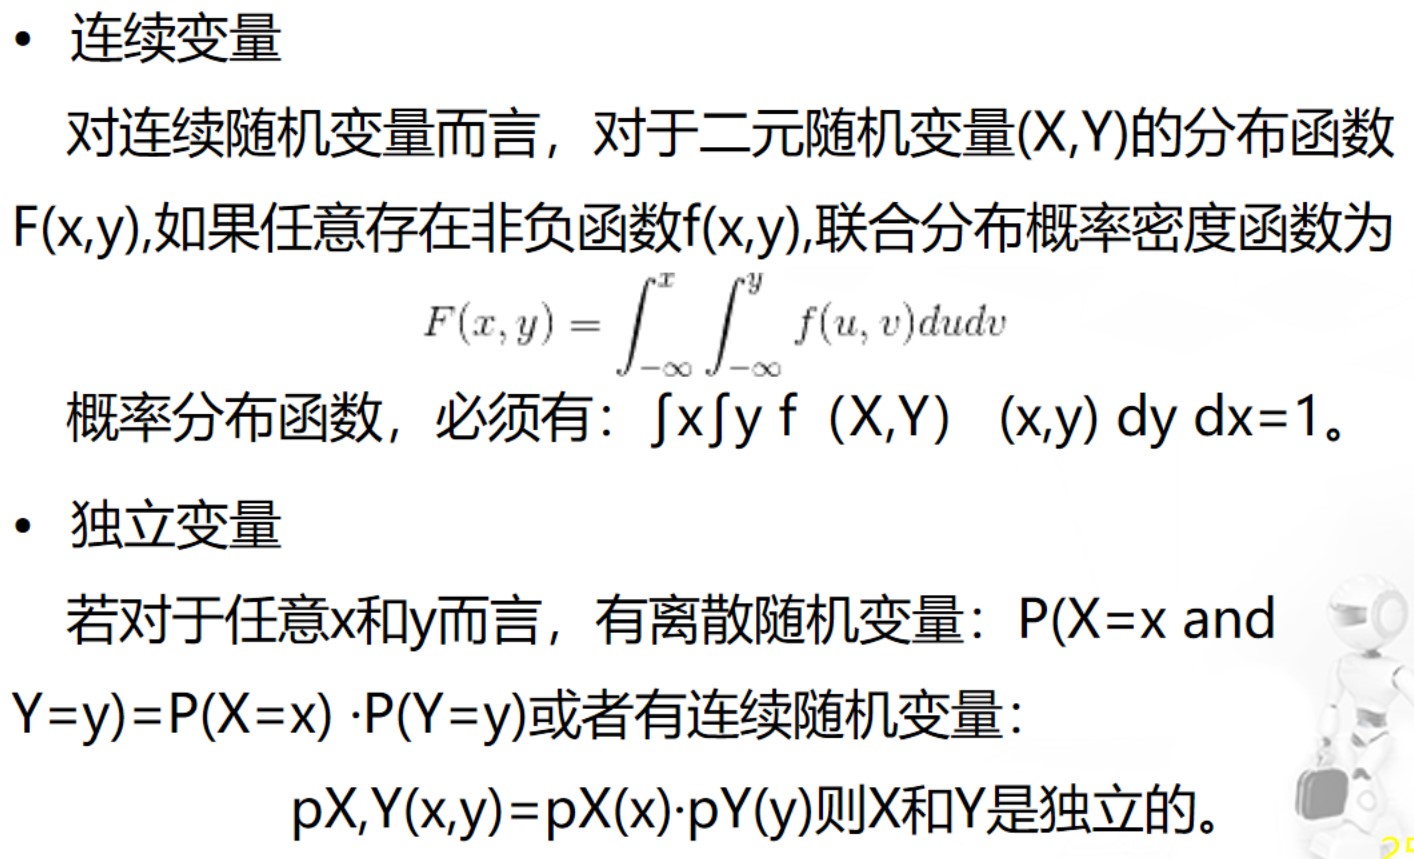 • 连续变量
对连续随机变量而言，对于二元随机变量(X,Y)的分布函数
F(x,y),如果任意存在非负函数f(x,y),联合分布概率密度函数为
F(x, y) = ∫_{-∞}^{x} ∫_{-∞}^{y} f(u, v)dudv
概率分布函数，必须有：∫x∫y f（X,Y） (x,y) dy dx=1。
• 独立变量
若对于任意x和y而言，有离散随机变量：P(X=x and
Y=y)=P(X=x) ·P(Y=y)或者有连续随机变量：
pX,Y(x,y)=pX(x)·pY(y)则X和Y是独立的。